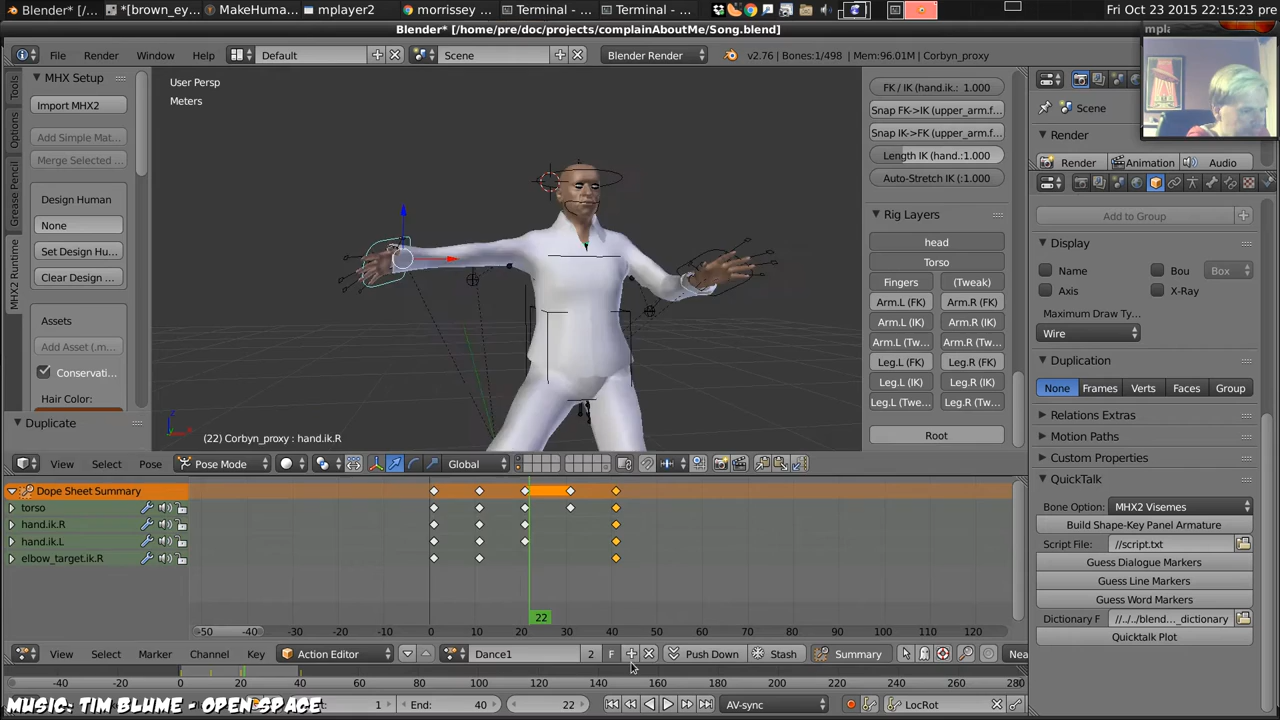 Blender* [/ho *[brown_ey... MakeHuma... mplayer2 morrissey ... Terminal - ... Terminal - ... Fri Oct 23 2015 22:15:23 pre
Blender* [/home/pre/doc/projects/complainAboutMe/Song.blend]
File Render Window Help Default Scene Blender Render v2.76 | Bones:1/498 | Mem:96.01M | Corbyn_proxy
MHX Setup
Import MHX2
Add Simple Mat...
Merge Selected ...
Design Human
None
Set Design Hu...
Clear Design ...
Assets
Add Asset (.m...
Conservati...
Hair Color:
Duplicate
Tools
Options
Grease Pencil
MHX2 Runtime
User Persp
Meters
(22) Corbyn_proxy : hand.ik.R
FK / IK (hand.ik.: 1.000
Snap FK->IK (upper_arm.f...
Snap IK->FK (upper_arm.f...
Length IK (hand.:1.000
Auto-Stretch IK (:1.000
Rig Layers
head
Torso
Fingers (Tweak)
Arm.L (FK) Arm.R (FK)
Arm.L (IK) Arm.R (IK)
Arm.L (Tw... Arm.R (Tw...
Leg.L (FK) Leg.R (FK)
Leg.L (IK) Leg.R (IK)
Leg.L (Twe... Leg.R (Tw...
Root
Scene
Render
Render Animation Audio
Add to Group
Display
Name Bou Box
Axis X-Ray
Maximum Draw Ty...
Wire
Duplication
None Frames Verts Faces Group
Relations Extras
Motion Paths
Custom Properties
QuickTalk
Bone Option: MHX2 Visemes
Build Shape-Key Panel Armature
Script File: //script.txt
Guess Dialogue Markers
Guess Line Markers
Guess Word Markers
Dictionary F //../../blend..._dictionary
Quicktalk Plot
View Select Pose Pose Mode Global
Dope Sheet Summary
torso
hand.ik.R
hand.ik.L
elbow_target.ik.R
22
-50 -40 -30 -20 -10 0 10 20 30 40 50 60 70 80 90 100 110 120
View Select Marker Channel Key Action Editor Dance1 2 F Push Down Stash Summary Nea
0 20 40 60 80 100 120 140 160 180 200 220 240 260 280
1 End: 40 22 AV-sync LocRot
MUSIC: TIM BLUME - OPEN SPACE